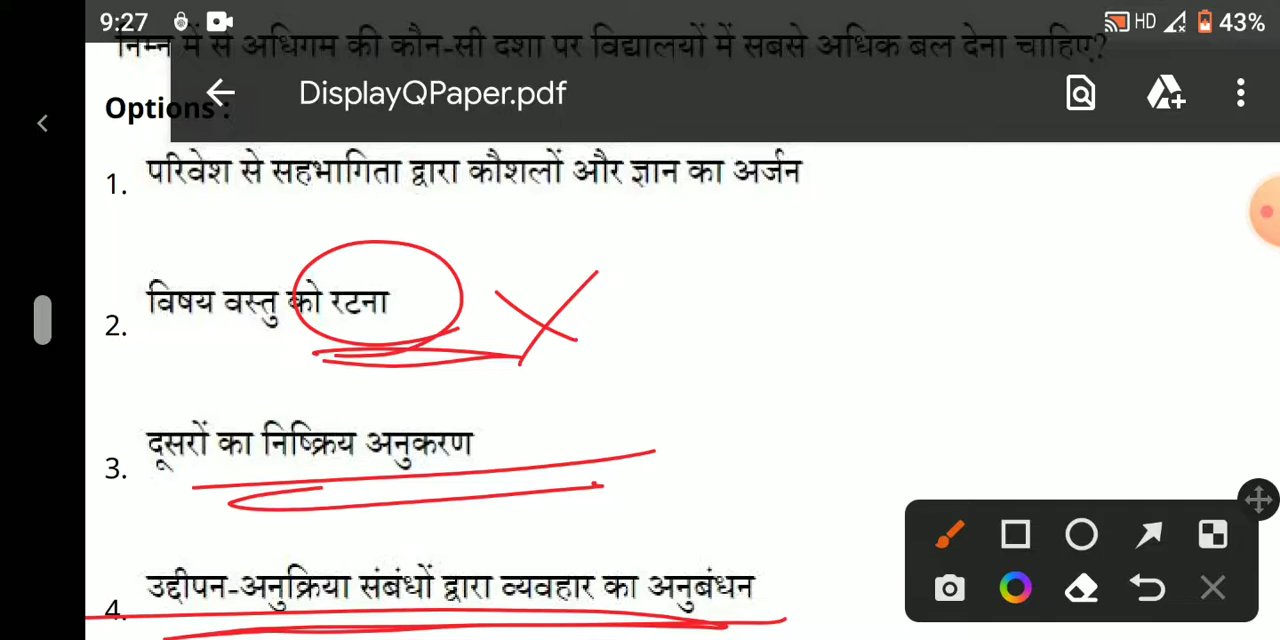 9:27 HD 43%
निम्न में से अधिगम की कौन-सी दशा पर विद्यालयों में सबसे अधिक बल देना चाहिए?
DisplayQPaper.pdf
Options :
1. परिवेश से सहभागिता द्वारा कौशलों और ज्ञान का अर्जन
2. विषय वस्तु को रटना
3. दूसरों का निष्क्रिय अनुकरण
4. उद्दीपन-अनुक्रिया संबंधों द्वारा व्यवहार का अनुबंधन